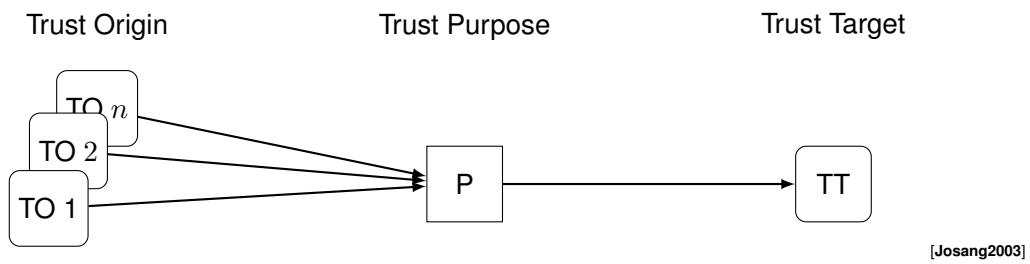 Trust Origin Trust Purpose Trust Target
TO n
TO 2
TO 1
P
TT
[Josang2003]